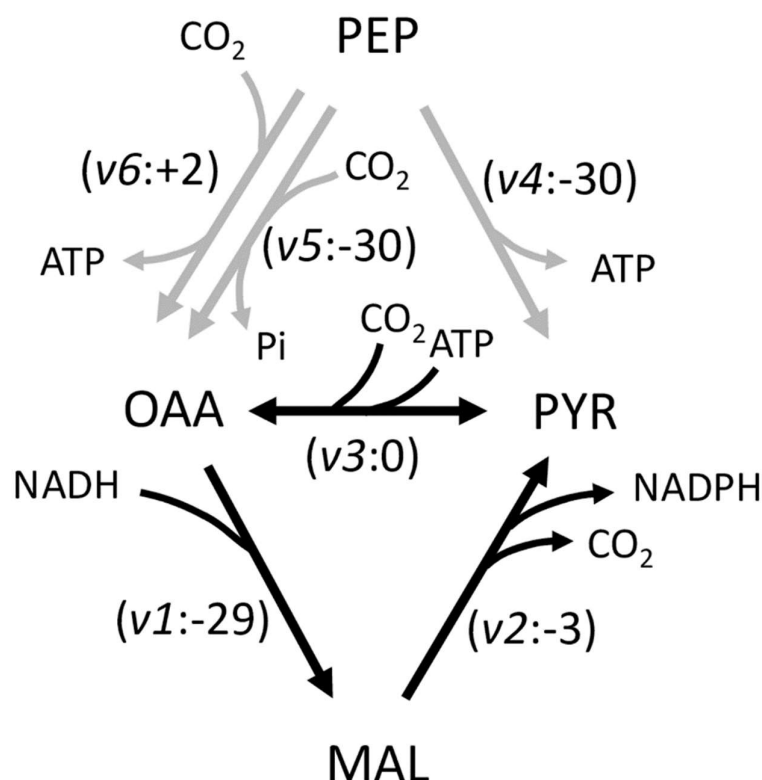 CO2
PEP
(v6:+2)
CO2
(v4:-30)
ATP
(v5:-30)
ATP
Pi
CO2
ATP
OAA
PYR
(v3:0)
NADH
NADPH
CO2
(v1:-29)
(v2:-3)
MAL